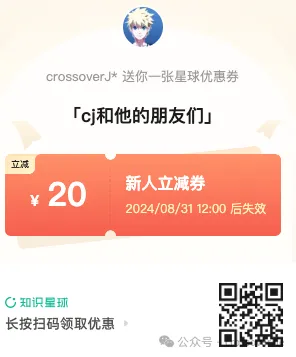 crossoverJ* 送你一张星球优惠券
「cj和他的朋友们」
立减
¥ 20
新人立减券
2024/08/31 12:00 后失效
知识星球
长按扫码领取优惠
公众号